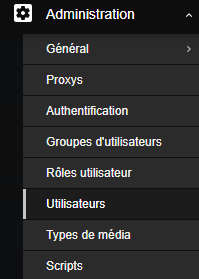 Administration
Général
Proxys
Authentification
Groupes d'utilisateurs
Rôles utilisateur
Utilisateurs
Types de média
Scripts